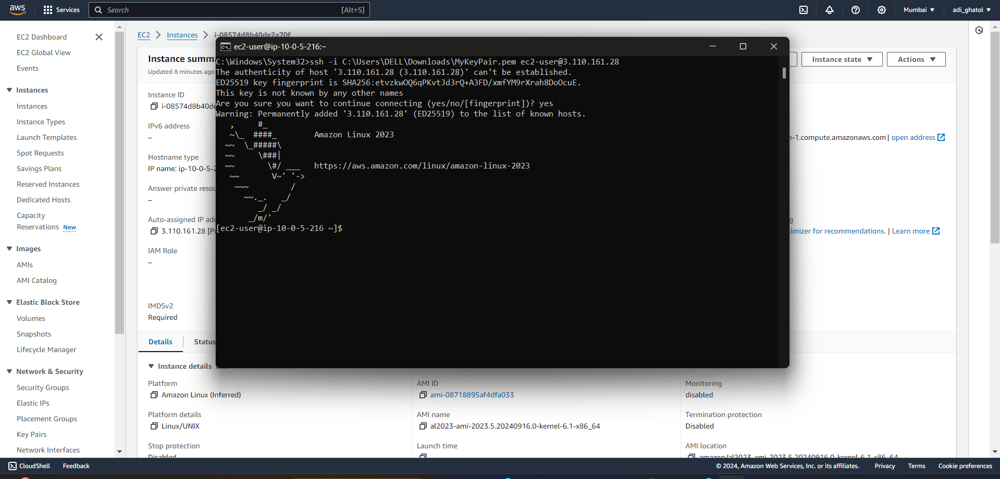 aws
Services
Search
[Alt+S]
Mumbai
adi_ghatol
EC2 Dashboard
EC2 Global View
Events
Instances
Instances
Instance Types
Launch Templates
Spot Requests
Savings Plans
Reserved Instances
Dedicated Hosts
Capacity
Reservations New
Images
AMIs
AMI Catalog
Elastic Block Store
Volumes
Snapshots
Lifecycle Manager
Network & Security
Security Groups
Elastic IPs
Placement Groups
Key Pairs
Network Interfaces
EC2 > Instances > i-08574d8b40de2a70f
Instance summ
Updated 8 minutes ago
Instance state
Actions
Instance ID
i-08574d8b40de
IPv6 address
–
Hostname type
IP name: ip-10-0-5-2
Answer private resou
–
Auto-assigned IP add
3.110.161.28 [P
IAM Role
–
IMDSv2
Required
n-1.compute.amazonaws.com | open address
g
timizer for recommendations. | Learn more
ec2-user@ip-10-0-5-216:~
C:\Windows\System32>ssh -i C:\Users\DELL\Downloads\MyKeyPair.pem ec2-user@3.110.161.28
The authenticity of host '3.110.161.28 (3.110.161.28)' can't be established.
ED25519 key fingerprint is SHA256:etvzkwOQ6qPKvtJd3rQ+A3FD/xmfYM9rXrah8DoOcuE.
This key is not known by any other names
Are you sure you want to continue connecting (yes/no/[fingerprint])? yes
Warning: Permanently added '3.110.161.28' (ED25519) to the list of known hosts.
   ,     #_
   ~\_  ####_        Amazon Linux 2023
  ~~  \_#####\
  ~~     \###|
  ~~       \#/ ___   https://aws.amazon.com/linux/amazon-linux-2023
   ~~       V~' '->
    ~~~         /
      ~~._.   _/
         _/ _/
       _/m/'
[ec2-user@ip-10-0-5-216 ~]$
Details
Status
Instance details
Platform
Amazon Linux (Inferred)
AMI ID
ami-08718895af4dfa033
Monitoring
disabled
Platform details
Linux/UNIX
AMI name
al2023-ami-2023.5.20240916.0-kernel-6.1-x86_64
Termination protection
Disabled
Stop protection
Disabled
Launch time
AMI location
amazon/al2023-ami-2023.5.20240916.0-kernel-6.1-x86_64
CloudShell
Feedback
© 2024, Amazon Web Services, Inc. or its affiliates.
Privacy
Terms
Cookie preferences